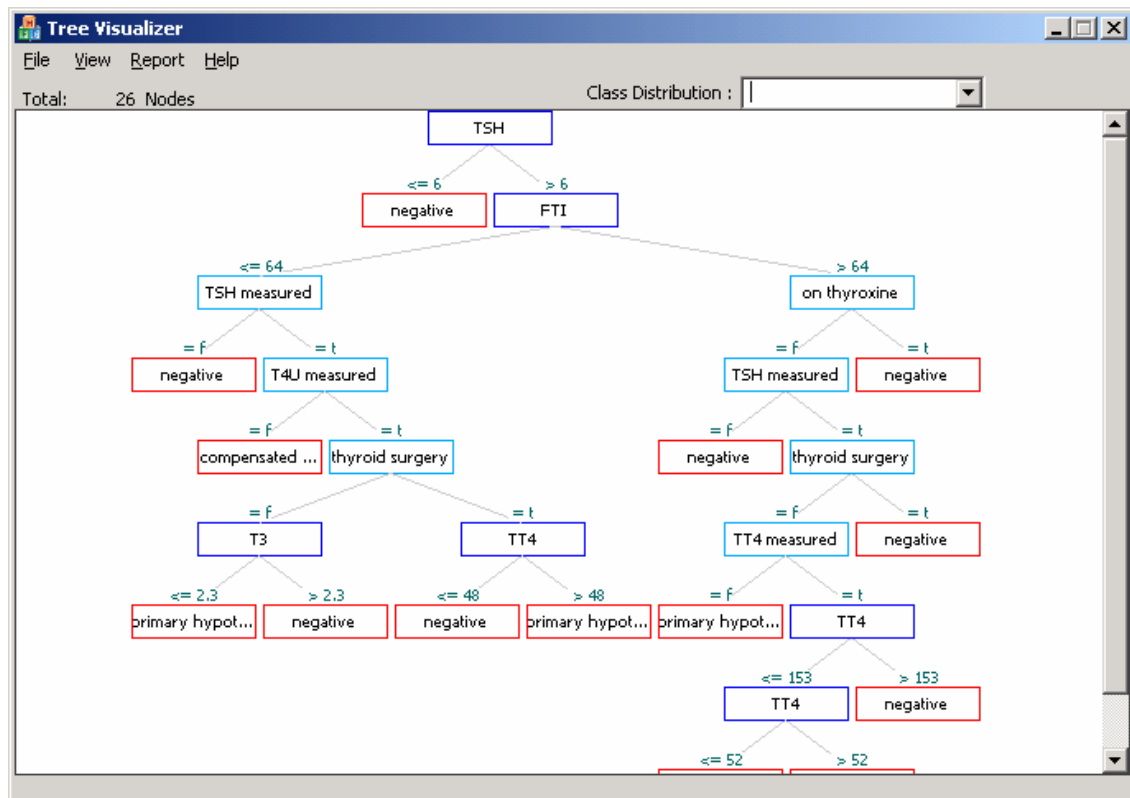 Tree Visualizer
File View Report Help
Total: 26 Nodes Class Distribution :
TSH
<= 6 > 6
negative FTI
<= 64 > 64
TSH measured on thyroxine
= f = t = f = t
negative T4U measured TSH measured negative
= f = t = f = t
compensated ... thyroid surgery negative thyroid surgery
= f = t = f = t
T3 TT4 TT4 measured negative
<= 2.3 > 2.3 <= 48 > 48 = f = t
primary hypot... negative negative primary hypot... primary hypot... TT4
<= 153 > 153
TT4 negative
<= 52 > 52